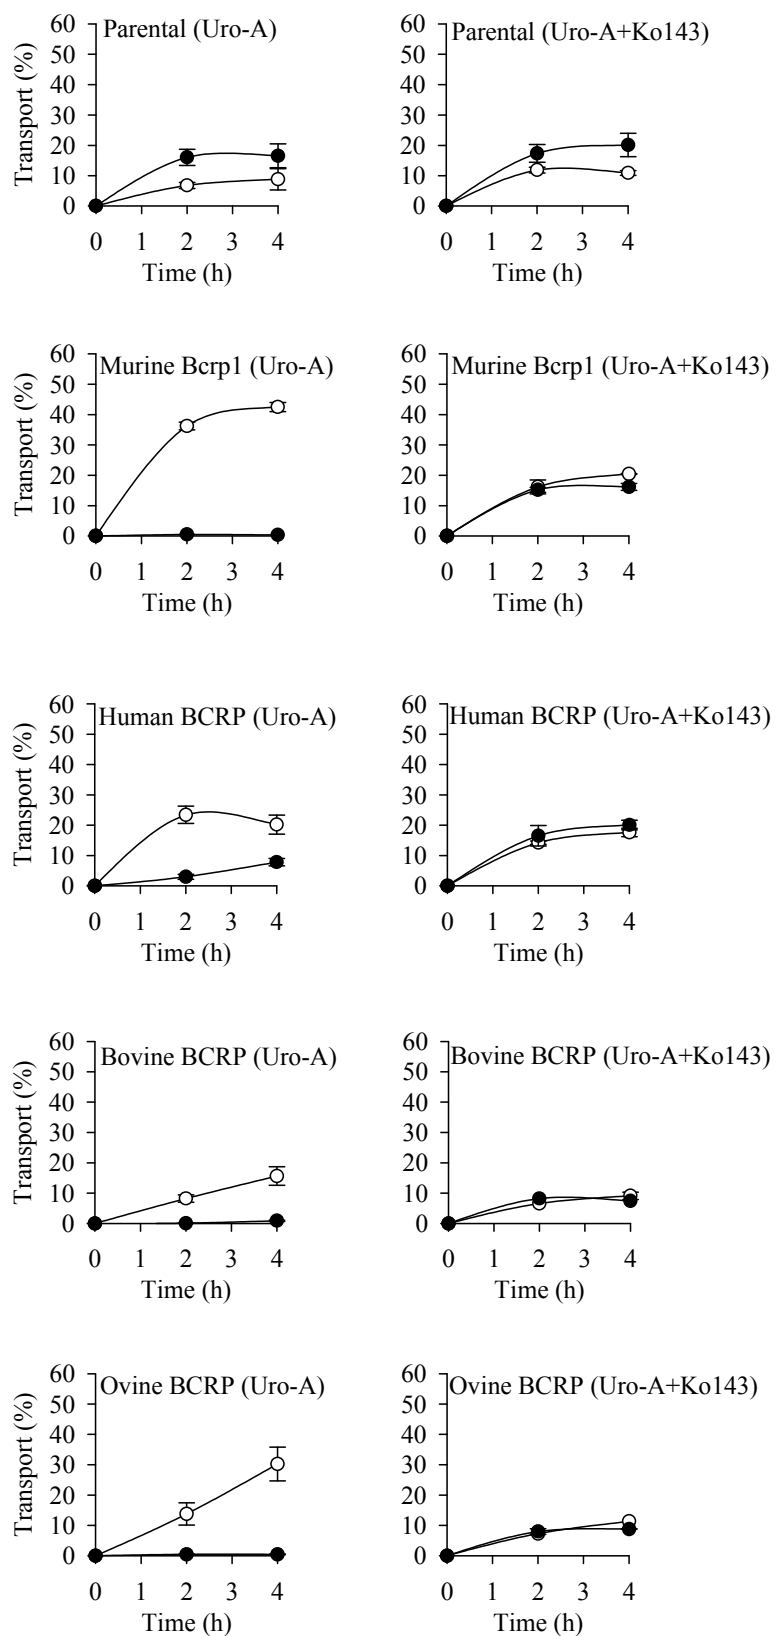 Parental (Uro-A)
Transport (%)
60
50
40
30
20
10
0
0 1 2 3 4
Time (h)
Parental (Uro-A+Ko143)
60
50
40
30
20
10
0
0 1 2 3 4
Time (h)
Murine Bcrp1 (Uro-A)
Transport (%)
60
50
40
30
20
10
0
0 1 2 3 4
Time (h)
Murine Bcrp1 (Uro-A+Ko143)
60
50
40
30
20
10
0
0 1 2 3 4
Time (h)
Human BCRP (Uro-A)
Transport (%)
60
50
40
30
20
10
0
0 1 2 3 4
Time (h)
Human BCRP (Uro-A+Ko143)
60
50
40
30
20
10
0
0 1 2 3 4
Time (h)
Bovine BCRP (Uro-A)
Transport (%)
60
50
40
30
20
10
0
0 1 2 3 4
Time (h)
Bovine BCRP (Uro-A+Ko143)
60
50
40
30
20
10
0
0 1 2 3 4
Time (h)
Ovine BCRP (Uro-A)
Transport (%)
60
50
40
30
20
10
0
0 1 2 3 4
Time (h)
Ovine BCRP (Uro-A+Ko143)
60
50
40
30
20
10
0
0 1 2 3 4
Time (h)